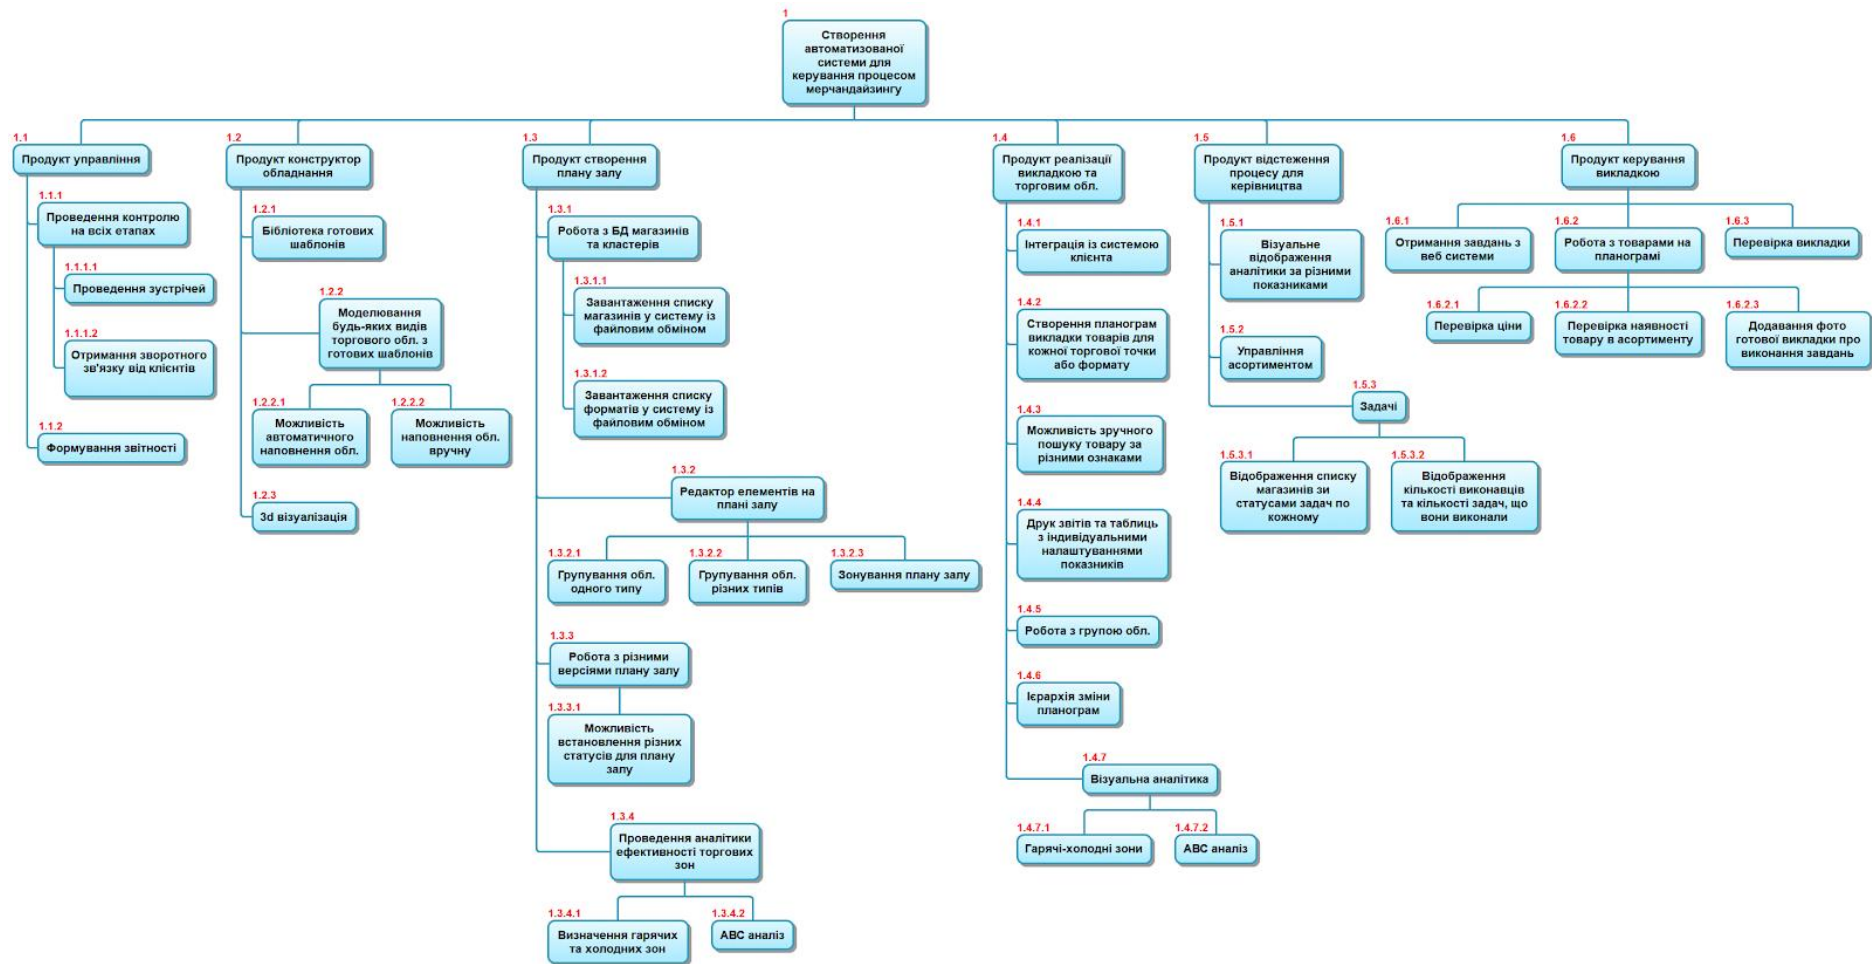 1
Створення
автоматизованої
системи для
керування процесом
мерчандайзингу
1.1
Продукт управління
1.1.1
Проведення контролю
на всіх етапах
1.1.1.1
Проведення зустрічей
1.1.1.2
Отримання зворотного
зв'язку від клієнтів
1.1.2
Формування звітності
1.2
Продукт конструктор
обладнання
1.2.1
Бібліотека готових
шаблонів
1.2.2
Моделювання
будь-яких видів
торгового обл. з
готових шаблонів
1.2.2.1
Можливість
автоматичного
наповнення обл.
1.2.2.2
Можливість
наповнення обл.
вручну
1.2.3
3d візуалізація
1.3
Продукт створення
плану залу
1.3.1
Робота з БД магазинів
та кластерів
1.3.1.1
Завантаження списку
магазинів у систему із
файловим обміном
1.3.1.2
Завантаження списку
форматів у систему із
файловим обміном
1.3.2
Редактор елементів на
плані залу
1.3.2.1
Групування обл.
одного типу
1.3.2.2
Групування обл.
різних типів
1.3.2.3
Зонування плану залу
1.3.3
Робота з різними
версіями плану залу
1.3.3.1
Можливість
встановлення різних
статусів для плану
залу
1.3.4
Проведення аналітики
ефективності торгових
зон
1.3.4.1
Визначення гарячих
та холодних зон
1.3.4.2
АВС аналіз
1.4
Продукт реалізації
викладкою та
торговим обл.
1.4.1
Інтеграція із системою
клієнта
1.4.2
Створення планограм
викладки товарів для
кожної торгової точки
або формату
1.4.3
Можливість зручного
пошуку товару за
різними ознаками
1.4.4
Друк звітів та таблиць
з індивідуальними
налаштуваннями
показників
1.4.5
Робота з групою обл.
1.4.6
Ієрархія зміни
планограм
1.4.7
Візуальна аналітика
1.4.7.1
Гарячі-холодні зони
1.4.7.2
АВС аналіз
1.5
Продукт відстеження
процесу для
керівництва
1.5.1
Візуальне
відображення
аналітики за різними
показниками
1.5.2
Управління
асортиментом
1.5.3
Задачі
1.5.3.1
Відображення списку
магазинів зи
статусами задач по
кожному
1.5.3.2
Відображення
кількості виконавців
та кількості задач, що
вони виконали
1.6
Продукт керування
викладкою
1.6.1
Отримання завдань з
веб системи
1.6.2
Робота з товарами на
планограмі
1.6.3
Перевірка викладки
1.6.2.1
Перевірка ціни
1.6.2.2
Перевірка наявності
товару в асортименту
1.6.2.3
Додавання фото
готової викладки про
виконання завдань